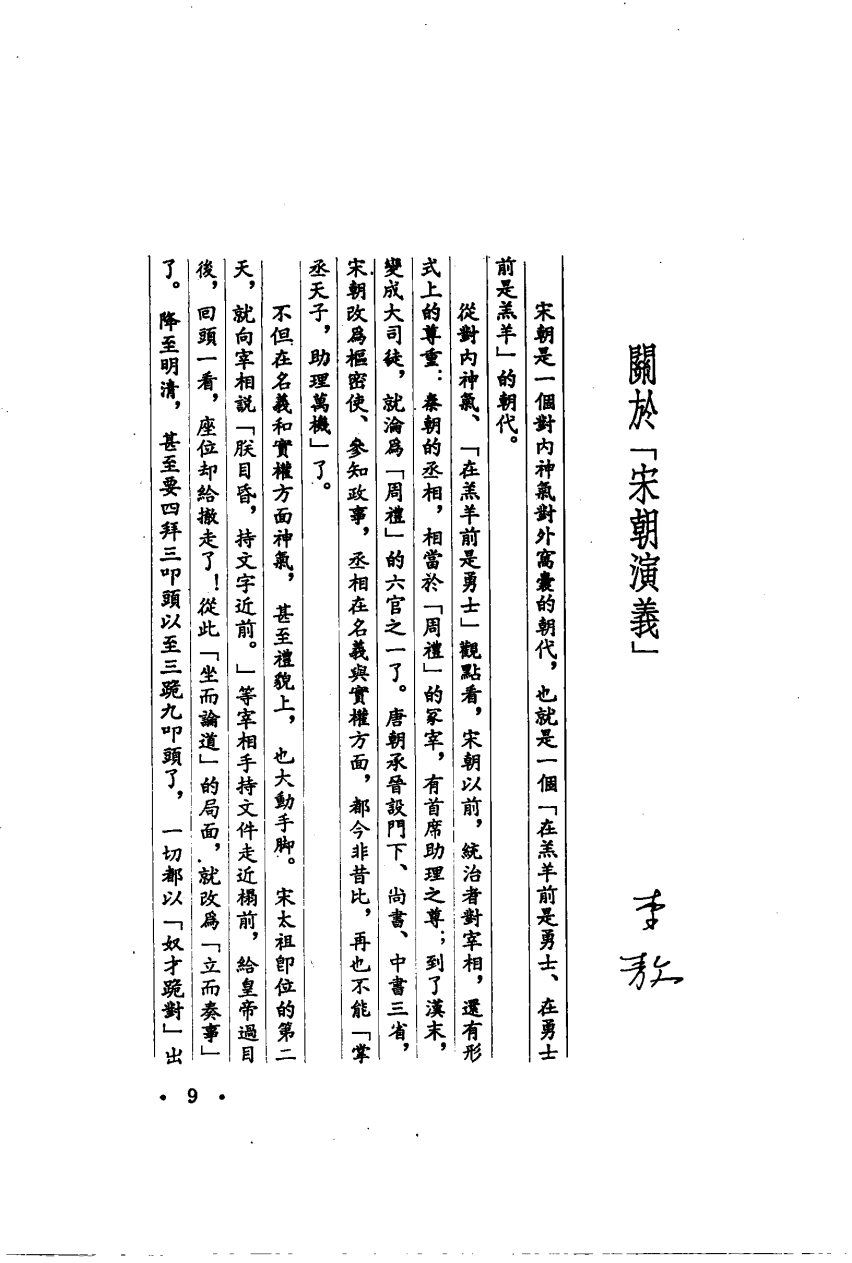 關於「宋朝演義」
李敖
宋朝是一個對內神氣對外窩囊的朝代，也就是一個「在羔羊前是勇士、在勇士
前是羔羊」的朝代。
從對內神氣、「在羔羊前是勇士」觀點看，宋朝以前，統治者對宰相，還有形
式上的尊重：秦朝的丞相，相當於「周禮」的冢宰，有首席助理之尊；到了漢末，
變成大司徒，就淪爲「周禮」的六官之一了。唐朝承晉設門下、尚書、中書三省，
宋朝改爲樞密使、參知政事，丞相在名義與實權方面，都今非昔比，再也不能「掌
丞天子，助理萬機」了。
不但在名義和實權方面神氣，甚至禮貌上，也大動手脚。宋太祖卽位的第二
天，就向宰相說「朕目昏，持文字近前。」等宰相手持文件走近榻前，給皇帝過目
後，回頭一看，座位却給撤走了！從此「坐而論道」的局面，就改爲「立而奏事」
了。降至明清，甚至要四拜三叩頭以至三跪九叩頭了，一切都以「奴才跪對」出
• 9 •